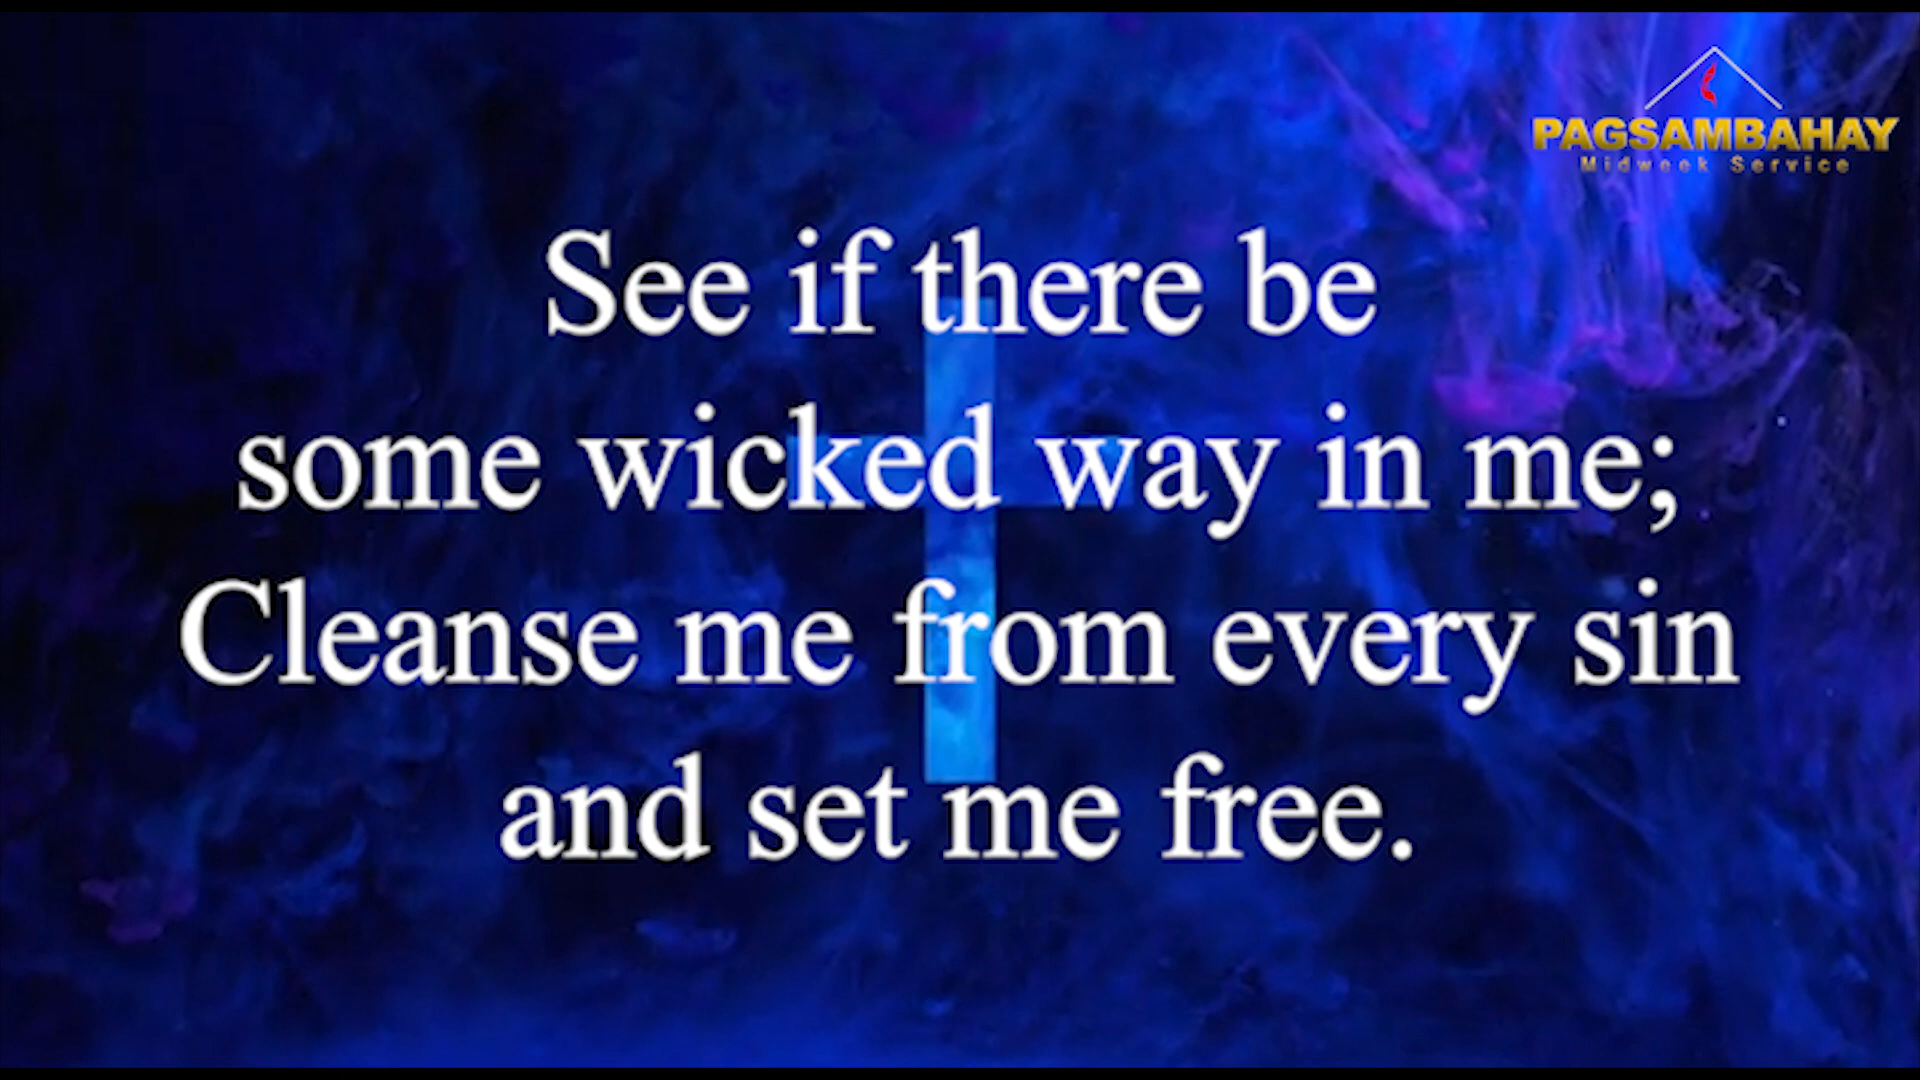 PAGSAMBAHAY
Midweek Service
See if there be
some wicked way in me;
Cleanse me from every sin
and set me free.